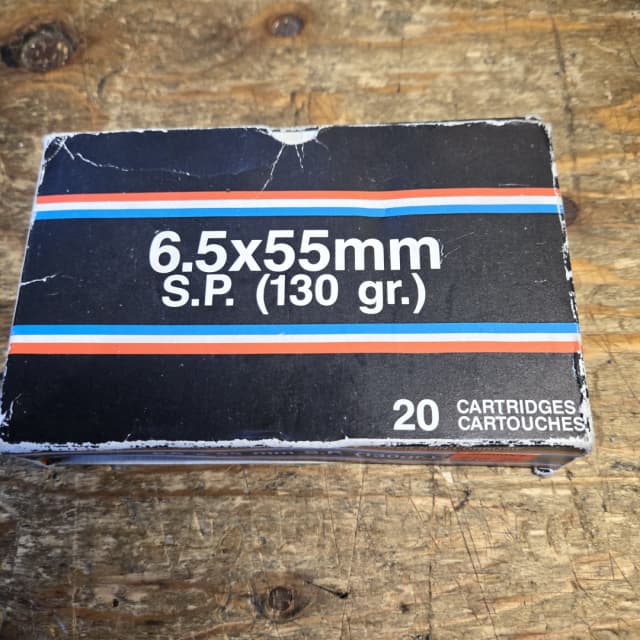 6.5x55mm
S.P. (130 gr.)
20 CARTRIDGES
CARTOUCHES